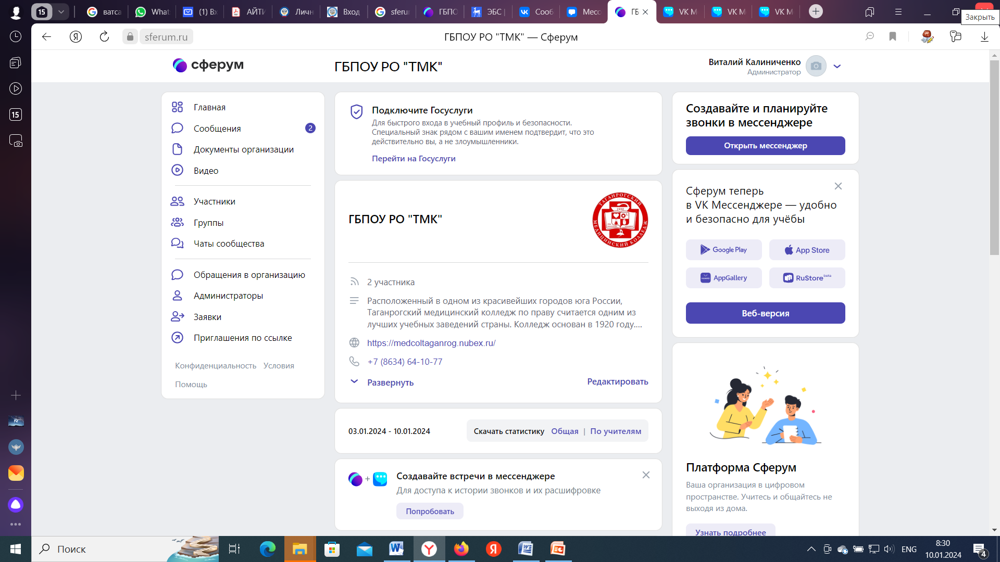 15
ватса
What
(1) Вх
АЙТИ
Личн
Вход
sferum
ГБПО
ЭБС |
Сооб
Месс
ГБ
VK M
VK M
VK M
Закрыть
sferum.ru
ГБПОУ РО "ТМК" — Сферум
15
сферум
ГБПОУ РО "ТМК"
Виталий Калиниченко
Администратор
Главная
Сообщения
2
Документы организации
Видео
Участники
Группы
Чаты сообщества
Обращения в организацию
Администраторы
Заявки
Приглашения по ссылке
Конфиденциальность Условия
Помощь
Подключите Госуслуги
Для быстрого входа в учебный профиль и безопасности.
Специальный знак рядом с вашим именем подтвердит, что это
действительно вы, а не злоумышленники.
Перейти на Госуслуги
ГБПОУ РО "ТМК"
ТАГАНРОГСКИЙ
1920
МЕДИЦИНСКИЙ КОЛЛЕДЖ
2 участника
Расположенный в одном из красивейших городов юга России,
Таганрогский медицинский колледж по праву считается одним из
лучших учебных заведений страны. Колледж основан в 1920 году....
https://medcoltaganrog.nubex.ru/
+7 (8634) 64-10-77
Развернуть
Редактировать
03.01.2024 - 10.01.2024
Скачать статистику Общая | По учителям
Создавайте встречи в мессенджере
Для доступа к истории звонков и их расшифровке
Попробовать
Создавайте и планируйте
звонки в мессенджере
Открыть мессенджер
Сферум теперь
в VK Мессенджере — удобно
и безопасно для учёбы
Google Play
App Store
AppGallery
RuStore beta
Веб-версия
Платформа Сферум
Ваша организация в цифровом
пространстве. Учитесь и общайтесь не
выходя из дома.
Узнать подробнее
Поиск
ENG
8:30
10.01.2024
4